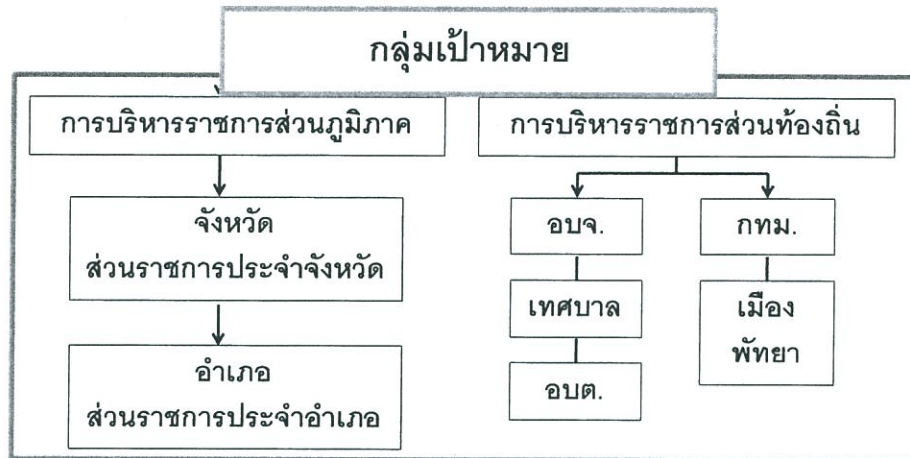 กลุ่มเป้าหมาย
การบริหารราชการส่วนภูมิภาค
จังหวัด
ส่วนราชการประจำจังหวัด
อำเภอ
ส่วนราชการประจำอำเภอ
การบริหารราชการส่วนท้องถิ่น
อบจ.
เทศบาล
อบต.
กทม.
เมือง
พัทยา